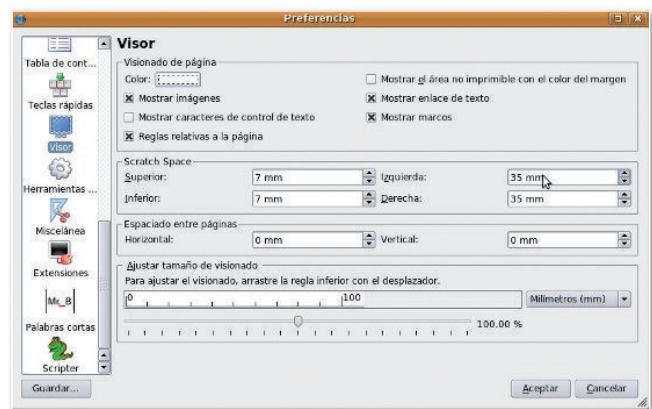 Preferencias
Tabla de cont...
Teclas rápidas
Visor
Herramientas ...
Miscelánea
Extensiones
Mr._B
Palabras cortas
Scripter
Guardar...
Visor
Visionado de página
Color:
Mostrar el área no imprimible con el color del margen
Mostrar imágenes
Mostrar enlace de texto
Mostrar caracteres de control de texto
Mostrar marcos
Reglas relativas a la página
Scratch Space
Superior: 7 mm Izquierda: 35 mm
Inferior: 7 mm Derecha: 35 mm
Espaciado entre páginas
Horizontal: 0 mm Vertical: 0 mm
Ajustar tamaño de visionado
Para ajustar el visionado, arrastre la regla inferior con el desplazador.
0 100 Milimetros (mm)
100.00 %
Aceptar Cancelar